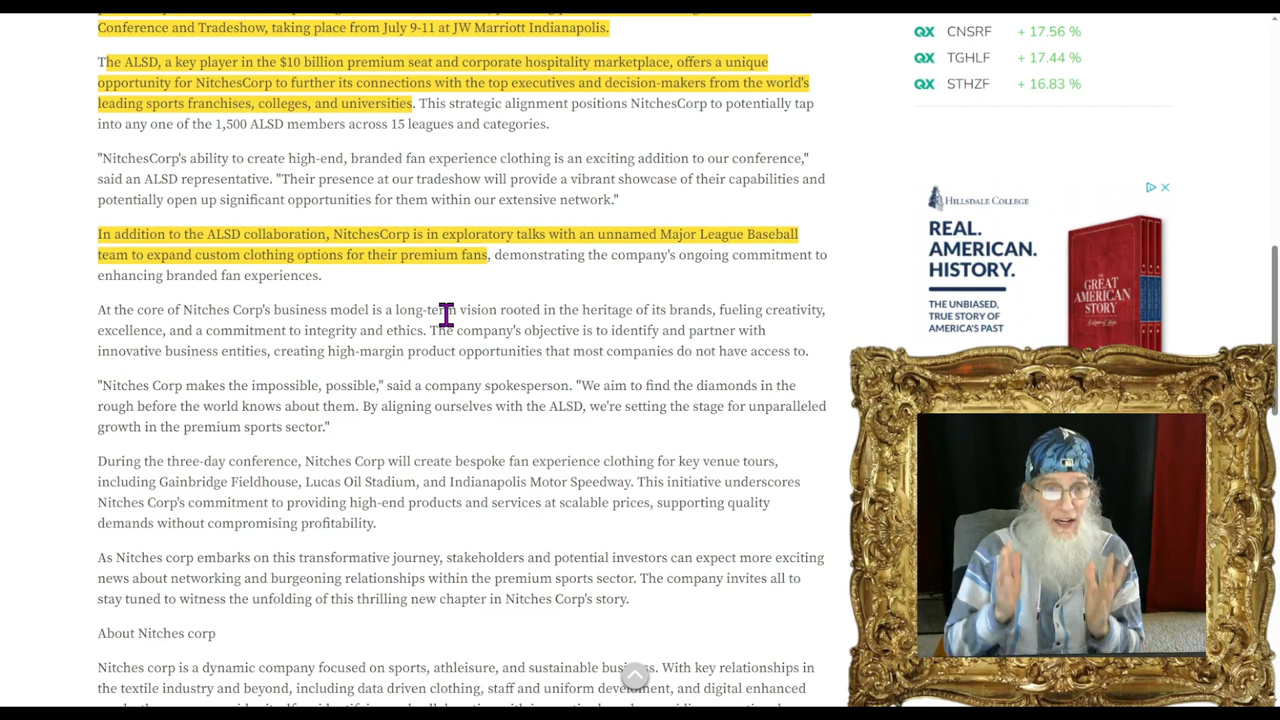 Conference and Tradeshow, taking place from July 9-11 at JW Marriott Indianapolis.
The ALSD, a key player in the $10 billion premium seat and corporate hospitality marketplace, offers a unique
opportunity for NitchesCorp to further its connections with the top executives and decision-makers from the world's
leading sports franchises, colleges, and universities. This strategic alignment positions NitchesCorp to potentially tap
into any one of the 1,500 ALSD members across 15 leagues and categories.
"NitchesCorp's ability to create high-end, branded fan experience clothing is an exciting addition to our conference,"
said an ALSD representative. "Their presence at our tradeshow will provide a vibrant showcase of their capabilities and
potentially open up significant opportunities for them within our extensive network."
In addition to the ALSD collaboration, NitchesCorp is in exploratory talks with an unnamed Major League Baseball
team to expand custom clothing options for their premium fans, demonstrating the company's ongoing commitment to
enhancing branded fan experiences.
At the core of Nitches Corp's business model is a long-term vision rooted in the heritage of its brands, fueling creativity,
excellence, and a commitment to integrity and ethics. The company's objective is to identify and partner with
innovative business entities, creating high-margin product opportunities that most companies do not have access to.
"Nitches Corp makes the impossible, possible," said a company spokesperson. "We aim to find the diamonds in the
rough before the world knows about them. By aligning ourselves with the ALSD, we're setting the stage for unparalleled
growth in the premium sports sector."
During the three-day conference, Nitches Corp will create bespoke fan experience clothing for key venue tours,
including Gainbridge Fieldhouse, Lucas Oil Stadium, and Indianapolis Motor Speedway. This initiative underscores
Nitches Corp's commitment to providing high-end products and services at scalable prices, supporting quality
demands without compromising profitability.
As Nitches corp embarks on this transformative journey, stakeholders and potential investors can expect more exciting
news about networking and burgeoning relationships within the premium sports sector. The company invites all to
stay tuned to witness the unfolding of this thrilling new chapter in Nitches Corp's story.
About Nitches corp
Nitches corp is a dynamic company focused on sports, athleisure, and sustainable business. With key relationships in
the textile industry and beyond, including data driven clothing, staff and uniform development, and digital enhanced
QX CNSRF + 17.56 %
QX TGHLF + 17.44 %
QX STHZF + 16.83 %
HILLSDALE COLLEGE
REAL.
AMERICAN.
HISTORY.
THE UNBIASED,
TRUE STORY OF
AMERICA'S PAST
THE
GREAT
AMERICAN
STORY